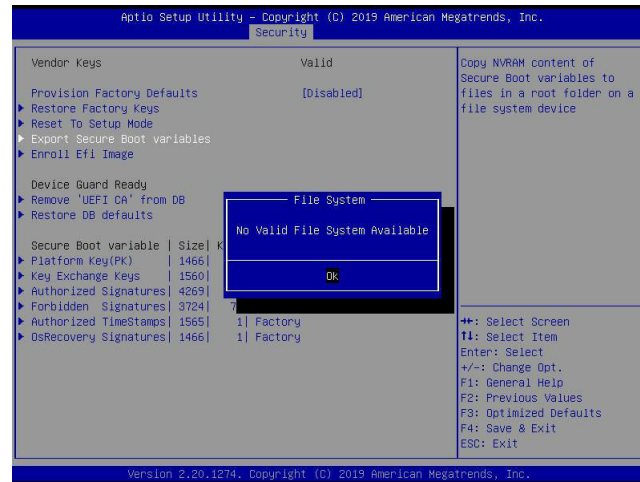 Aptio Setup Utility – Copyright (C) 2019 American Megatrends, Inc.
Security
Vendor Keys Valid
Provision Factory Defaults [Disabled]
Restore Factory Keys
Reset To Setup Mode
Export Secure Boot variables
Enroll Efi Image
Device Guard Ready
Remove 'UEFI CA' from DB
Restore DB defaults
Secure Boot variable | Size| K
Platform Key(PK) | 1466|
Key Exchange Keys | 1560|
Authorized Signatures| 4269|
Forbidden Signatures| 3724| 7
Authorized TimeStamps| 1565| 1| Factory
OsRecovery Signatures| 1466| 1| Factory
File System
No Valid File System Available
Ok
Copy NVRAM content of
Secure Boot variables to
files in a root folder on a
file system device
→←: Select Screen
↑↓: Select Item
Enter: Select
+/-: Change Opt.
F1: General Help
F2: Previous Values
F3: Optimized Defaults
F4: Save & Exit
ESC: Exit
Version 2.20.1274. Copyright (C) 2019 American Megatrends, Inc.